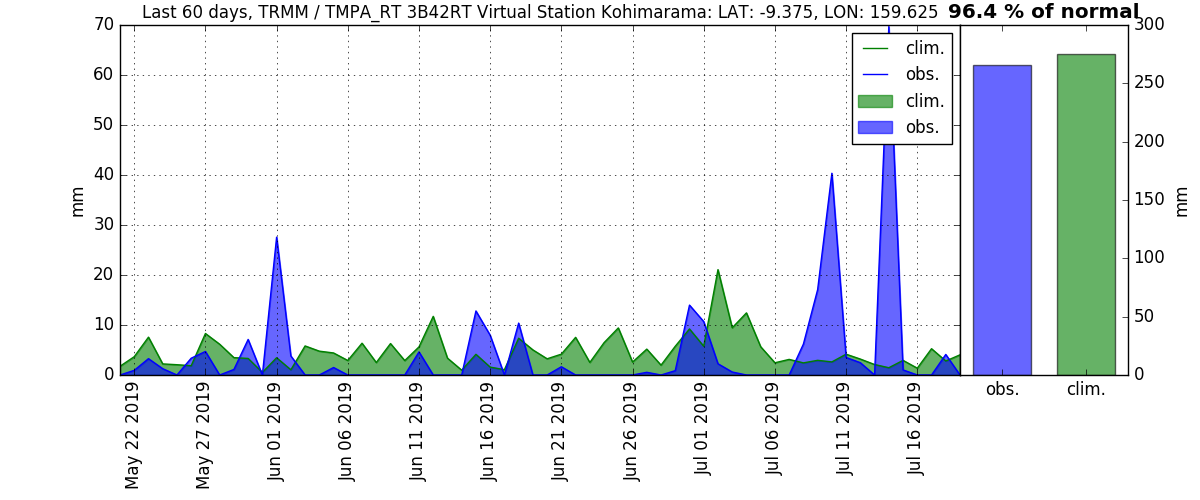 Last 60 days, TRMM / TMPA_RT 3B42RT Virtual Station Kohimarama: LAT: -9.375, LON: 159.625 96.4 % of normal
70
60
50
40
30
20
10
0
mm
clim.
obs.
clim.
obs.
300
250
200
150
100
50
0
mm
May 22 2019
May 27 2019
Jun 01 2019
Jun 06 2019
Jun 11 2019
Jun 16 2019
Jun 21 2019
Jun 26 2019
Jul 01 2019
Jul 06 2019
Jul 11 2019
Jul 16 2019
obs.
clim.